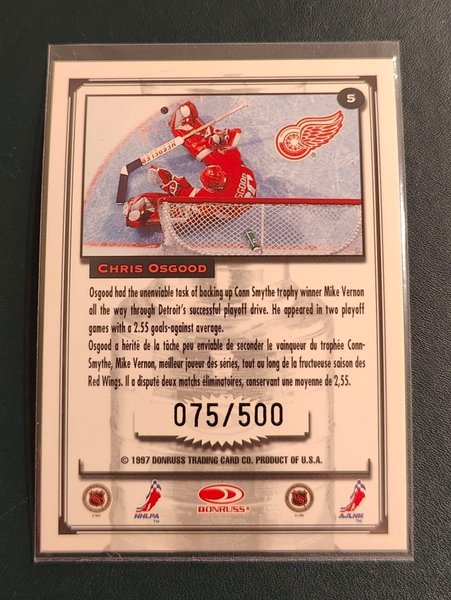 5
CHRIS OSGOOD
Osgood had the unenviable task of backing up Conn Smythe trophy winner Mike Vernon
all the way through Detroit's successful playoff drive. He appeared in two playoff
games with a 2.55 goals-against average.
Osgood a hérité de la tâche peu enviable de seconder le vainqueur du trophée Conn-
Smythe, Mike Vernon, meilleur joueur des séries, tout au long de la fructueuse saison des
Red Wings. Il a disputé deux matchs éliminatoires, conservant une moyenne de 2,55.
075/500
© 1997 DONRUSS TRADING CARD CO. PRODUCT OF U.S.A.
NHLPA
TM
DONRUSS®
AJLNH
TM